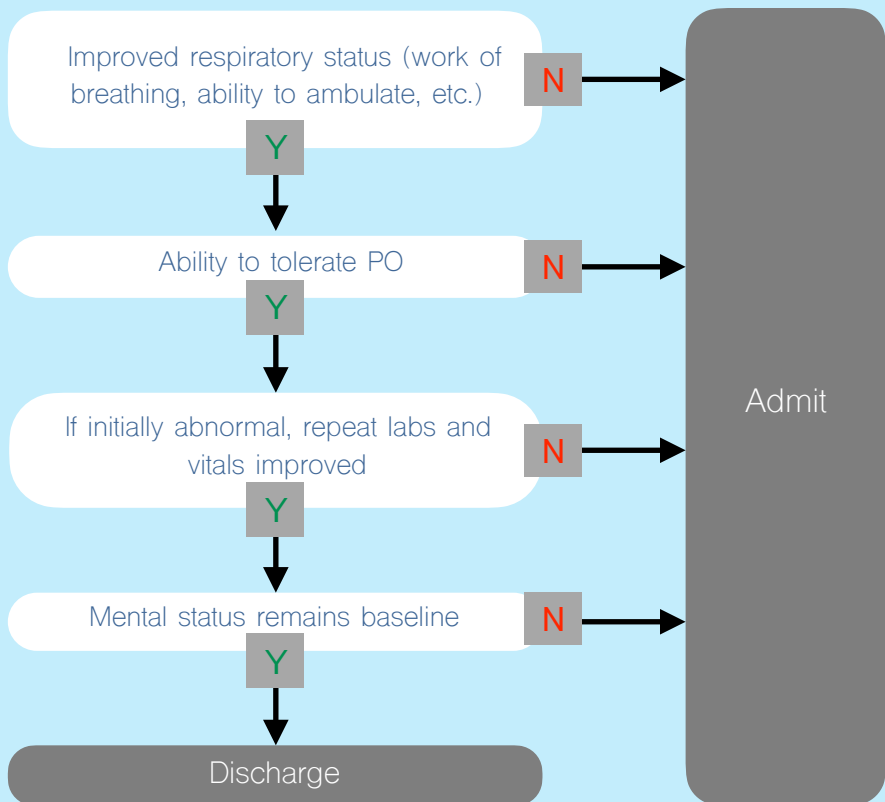 Improved respiratory status (work of
breathing, ability to ambulate, etc.)
N
Y
Ability to tolerate PO
N
Y
If initially abnormal, repeat labs and
vitals improved
N
Y
Mental status remains baseline
N
Y
Discharge
Admit